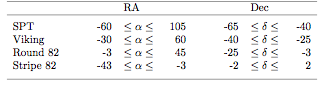 RA Dec
SPT -60 ≤ α ≤ 105 -65 ≤ δ ≤ -40
Viking -30 ≤ α ≤ 60 -40 ≤ δ ≤ -25
Round 82 -3 ≤ α ≤ 45 -25 ≤ δ ≤ -3
Stripe 82 -43 ≤ α ≤ -3 -2 ≤ δ ≤ 2